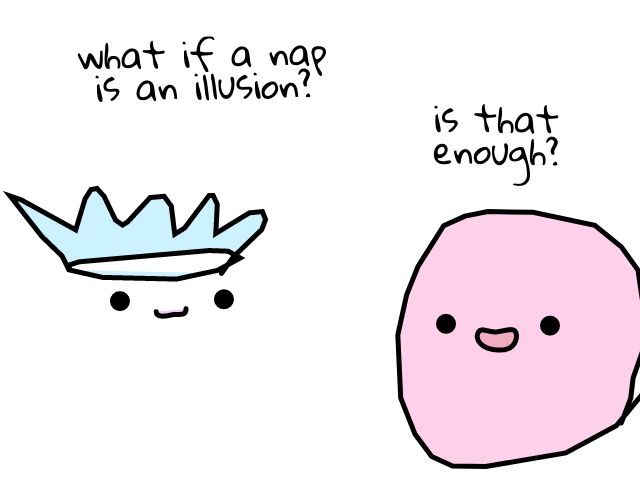 what if a nap
is an illusion?
is that
enough?